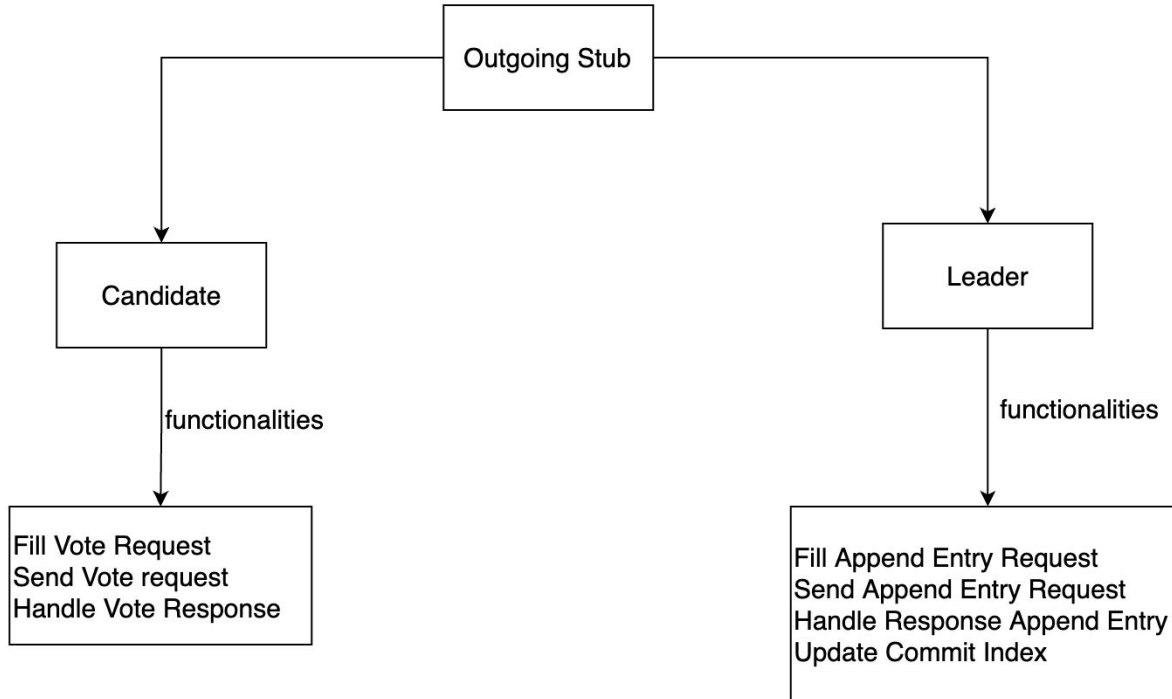 Outgoing Stub
Candidate
Leader
functionalities
functionalities
Fill Vote Request
Send Vote request
Handle Vote Response
Fill Append Entry Request
Send Append Entry Request
Handle Response Append Entry
Update Commit Index